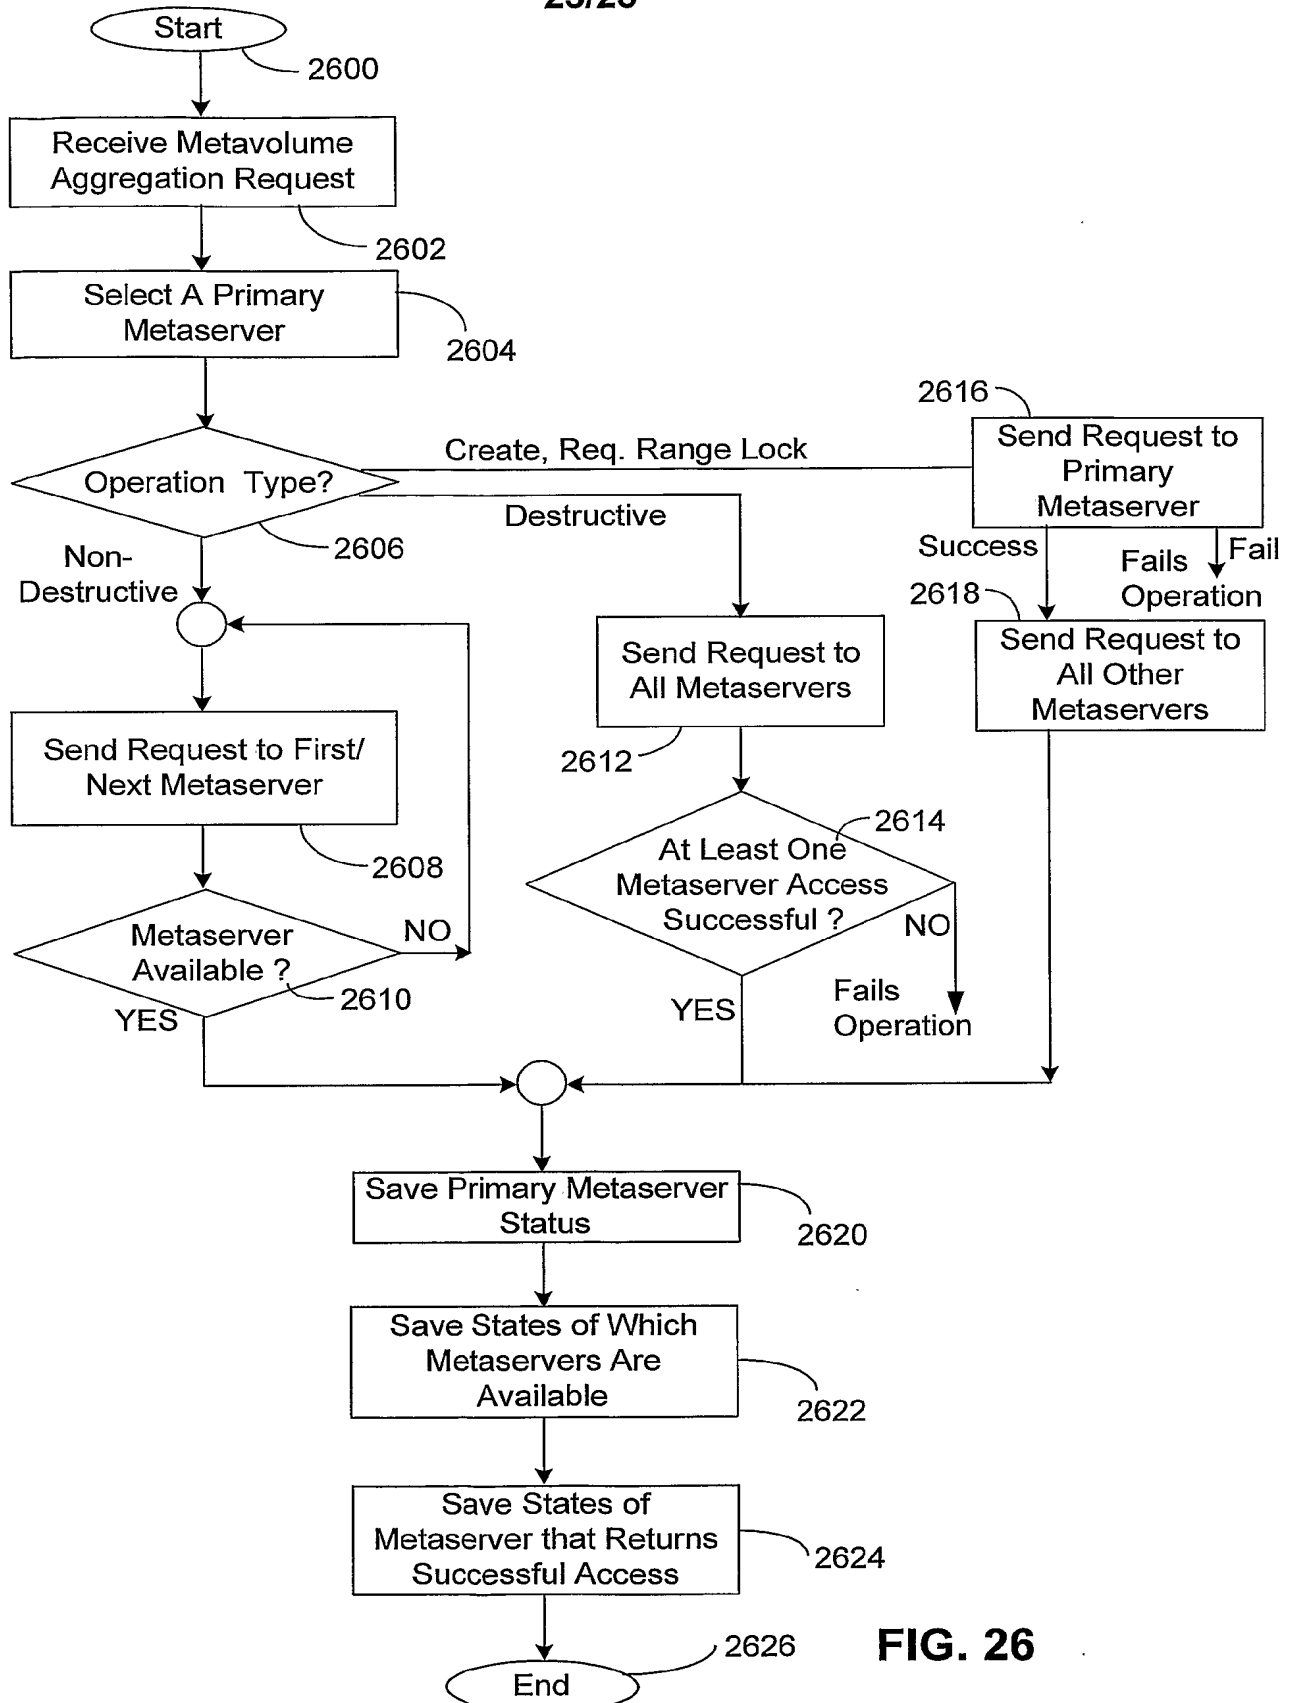 Start
2600
Receive Metavolume
Aggregation Request
2602
Select A Primary
Metaserver
2604
Operation Type?
2606
Create, Req. Range Lock
Destructive
Non-
Destructive
2616
Send Request to
Primary
Metaserver
Success
Fail
Fails
Operation
2618
Send Request to
All Other
Metaservers
Send Request to
All Metaservers
2612
Send Request to First/
Next Metaserver
2608
2614
At Least One
Metaserver Access
Successful ?
NO
Fails
Operation
YES
Metaserver
Available ?
NO
2610
YES
Save Primary Metaserver
Status
2620
Save States of Which
Metaservers Are
Available
2622
Save States of
Metaserver that Returns
Successful Access
2624
2626
End
FIG. 26